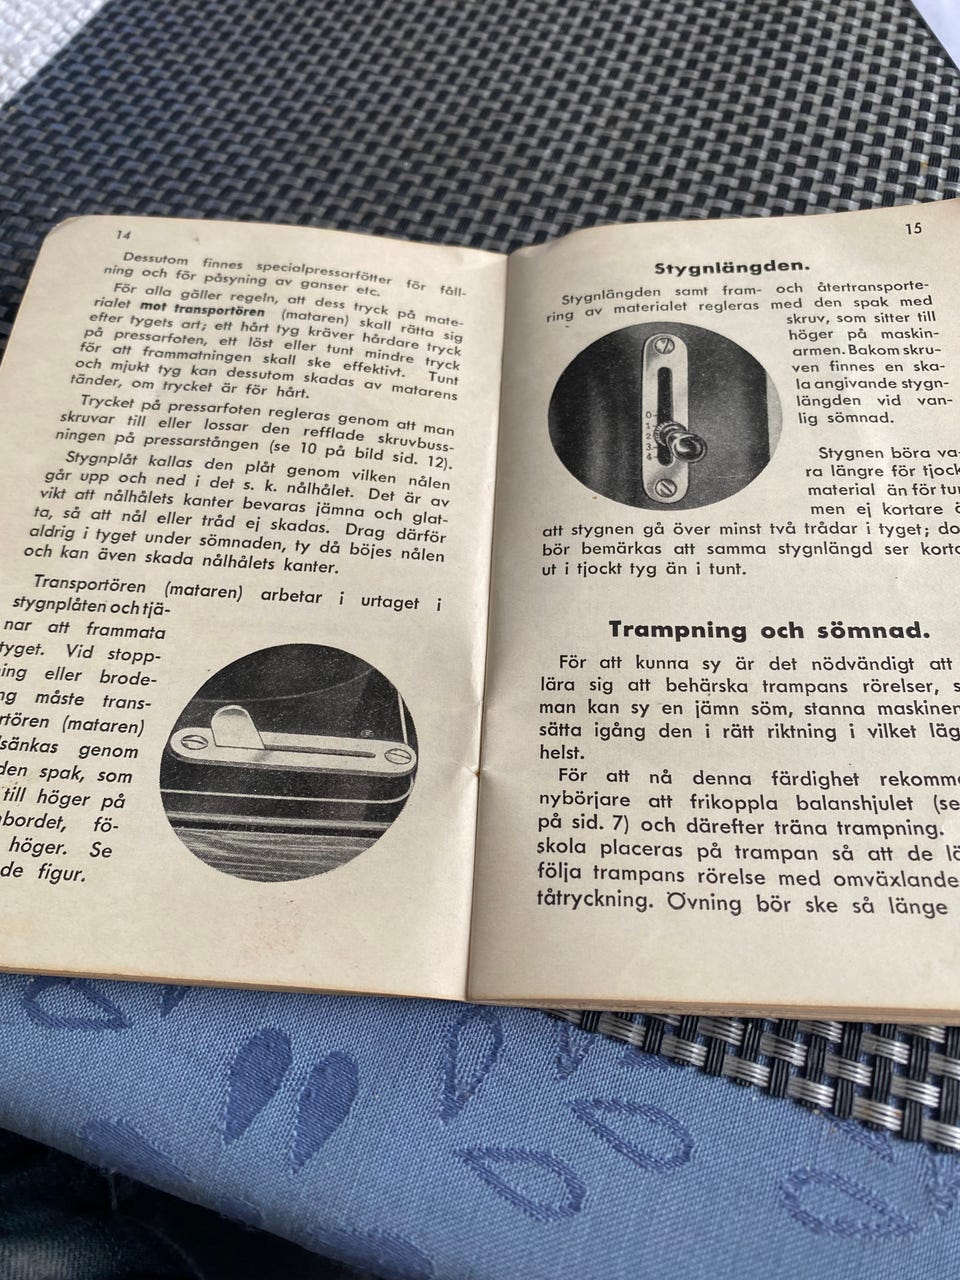 14
Dessutom finnes specialpressarfötter för fåll-
ning och för påsyning av ganser etc.
För alla gäller regeln, att dess tryck på mate-
rialet mot transportören (mataren) skall rätta sig
efter tygets art; ett hårt tyg kräver hårdare tryck
på pressarfoten, ett löst eller tunt mindre tryck
för att frammatningen skall ske effektivt. Tunt
och mjukt tyg kan dessutom skadas av matarens
tänder, om trycket är för hårt.
Trycket på pressarfoten regleras genom att man
skruvar till eller lossar den refflade skruvbuss-
ningen på pressarstången (se 10 på bild sid. 12).
Stygnplåt kallas den plåt genom vilken nålen
går upp och ned i det s. k. nålhålet. Det är av
vikt att nålhålets kanter bevaras jämna och glat-
ta, så att nål eller tråd ej skadas. Drag därför
aldrig i tyget under sömnaden, ty då böjes nålen
och kan även skada nålhålets kanter.
Transportören (mataren) arbetar i urtaget i
stygnplåten och tjä-
nar att frammata
tyget. Vid stopp-
ning eller brode-
ng måste trans-
rtören (mataren)
dsänkas genom
den spak, som
till höger på
nbordet, fö-
höger. Se
de figur.
15
Stygnlängden.
Stygnlängden samt fram- och återtransporte-
ring av materialet regleras med den spak med
skruv, som sitter till
höger på maskin-
armen. Bakom skru-
ven finnes en ska-
la angivande stygn-
längden vid van-
lig sömnad.
0
1
2
3
4
Stygnen böra va-
ra längre för tjock
material än för tun
men ej kortare ä
att stygnen gå över minst två trådar i tyget; do
bör bemärkas att samma stygnlängd ser korta
ut i tjockt tyg än i tunt.
Trampning och sömnad.
För att kunna sy är det nödvändigt att
lära sig att behärska trampans rörelser, s
man kan sy en jämn söm, stanna maskinen
sätta igång den i rätt riktning i vilket läg
helst.
För att nå denna färdighet rekomme
nybörjare att frikoppla balanshjulet (se
på sid. 7) och därefter träna trampning.
skola placeras på trampan så att de lä
följa trampans rörelse med omväxlande
tåtryckning. Övning bör ske så länge